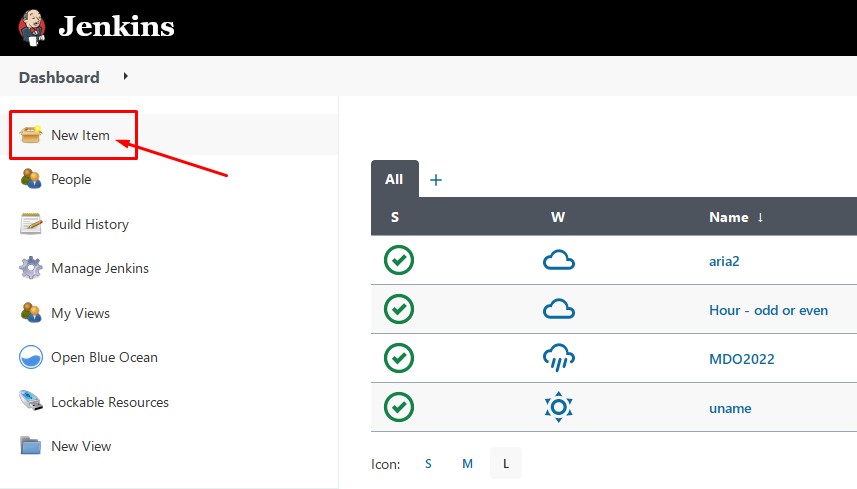 Jenkins
Dashboard
New Item
People
Build History
Manage Jenkins
My Views
Open Blue Ocean
Lockable Resources
New View
All +
S W Name ↓
aria2
Hour - odd or even
MDO2022
uname
Icon: S M L